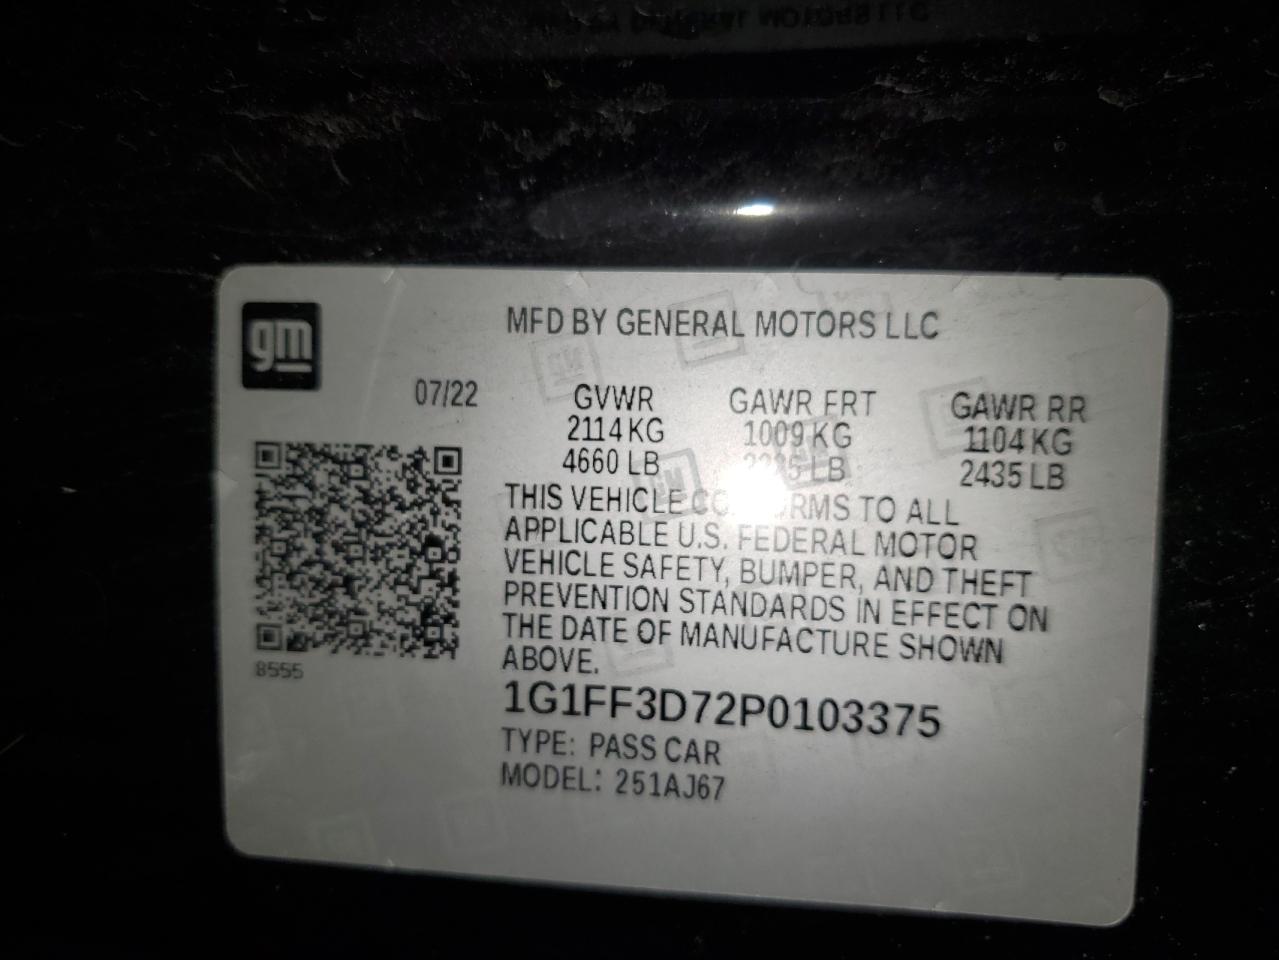 gm
MFD BY GENERAL MOTORS LLC
07/22
GVWR GAWR FRT GAWR RR
2114 KG 1009 KG 1104 KG
4660 LB LB 2435 LB
THIS VEHICLE CONFORMS TO ALL
APPLICABLE U.S. FEDERAL MOTOR
VEHICLE SAFETY, BUMPER, AND THEFT
PREVENTION STANDARDS IN EFFECT ON
THE DATE OF MANUFACTURE SHOWN
ABOVE.
8555
1G1FF3D72P0103375
TYPE: PASS CAR
MODEL: 251AJ67